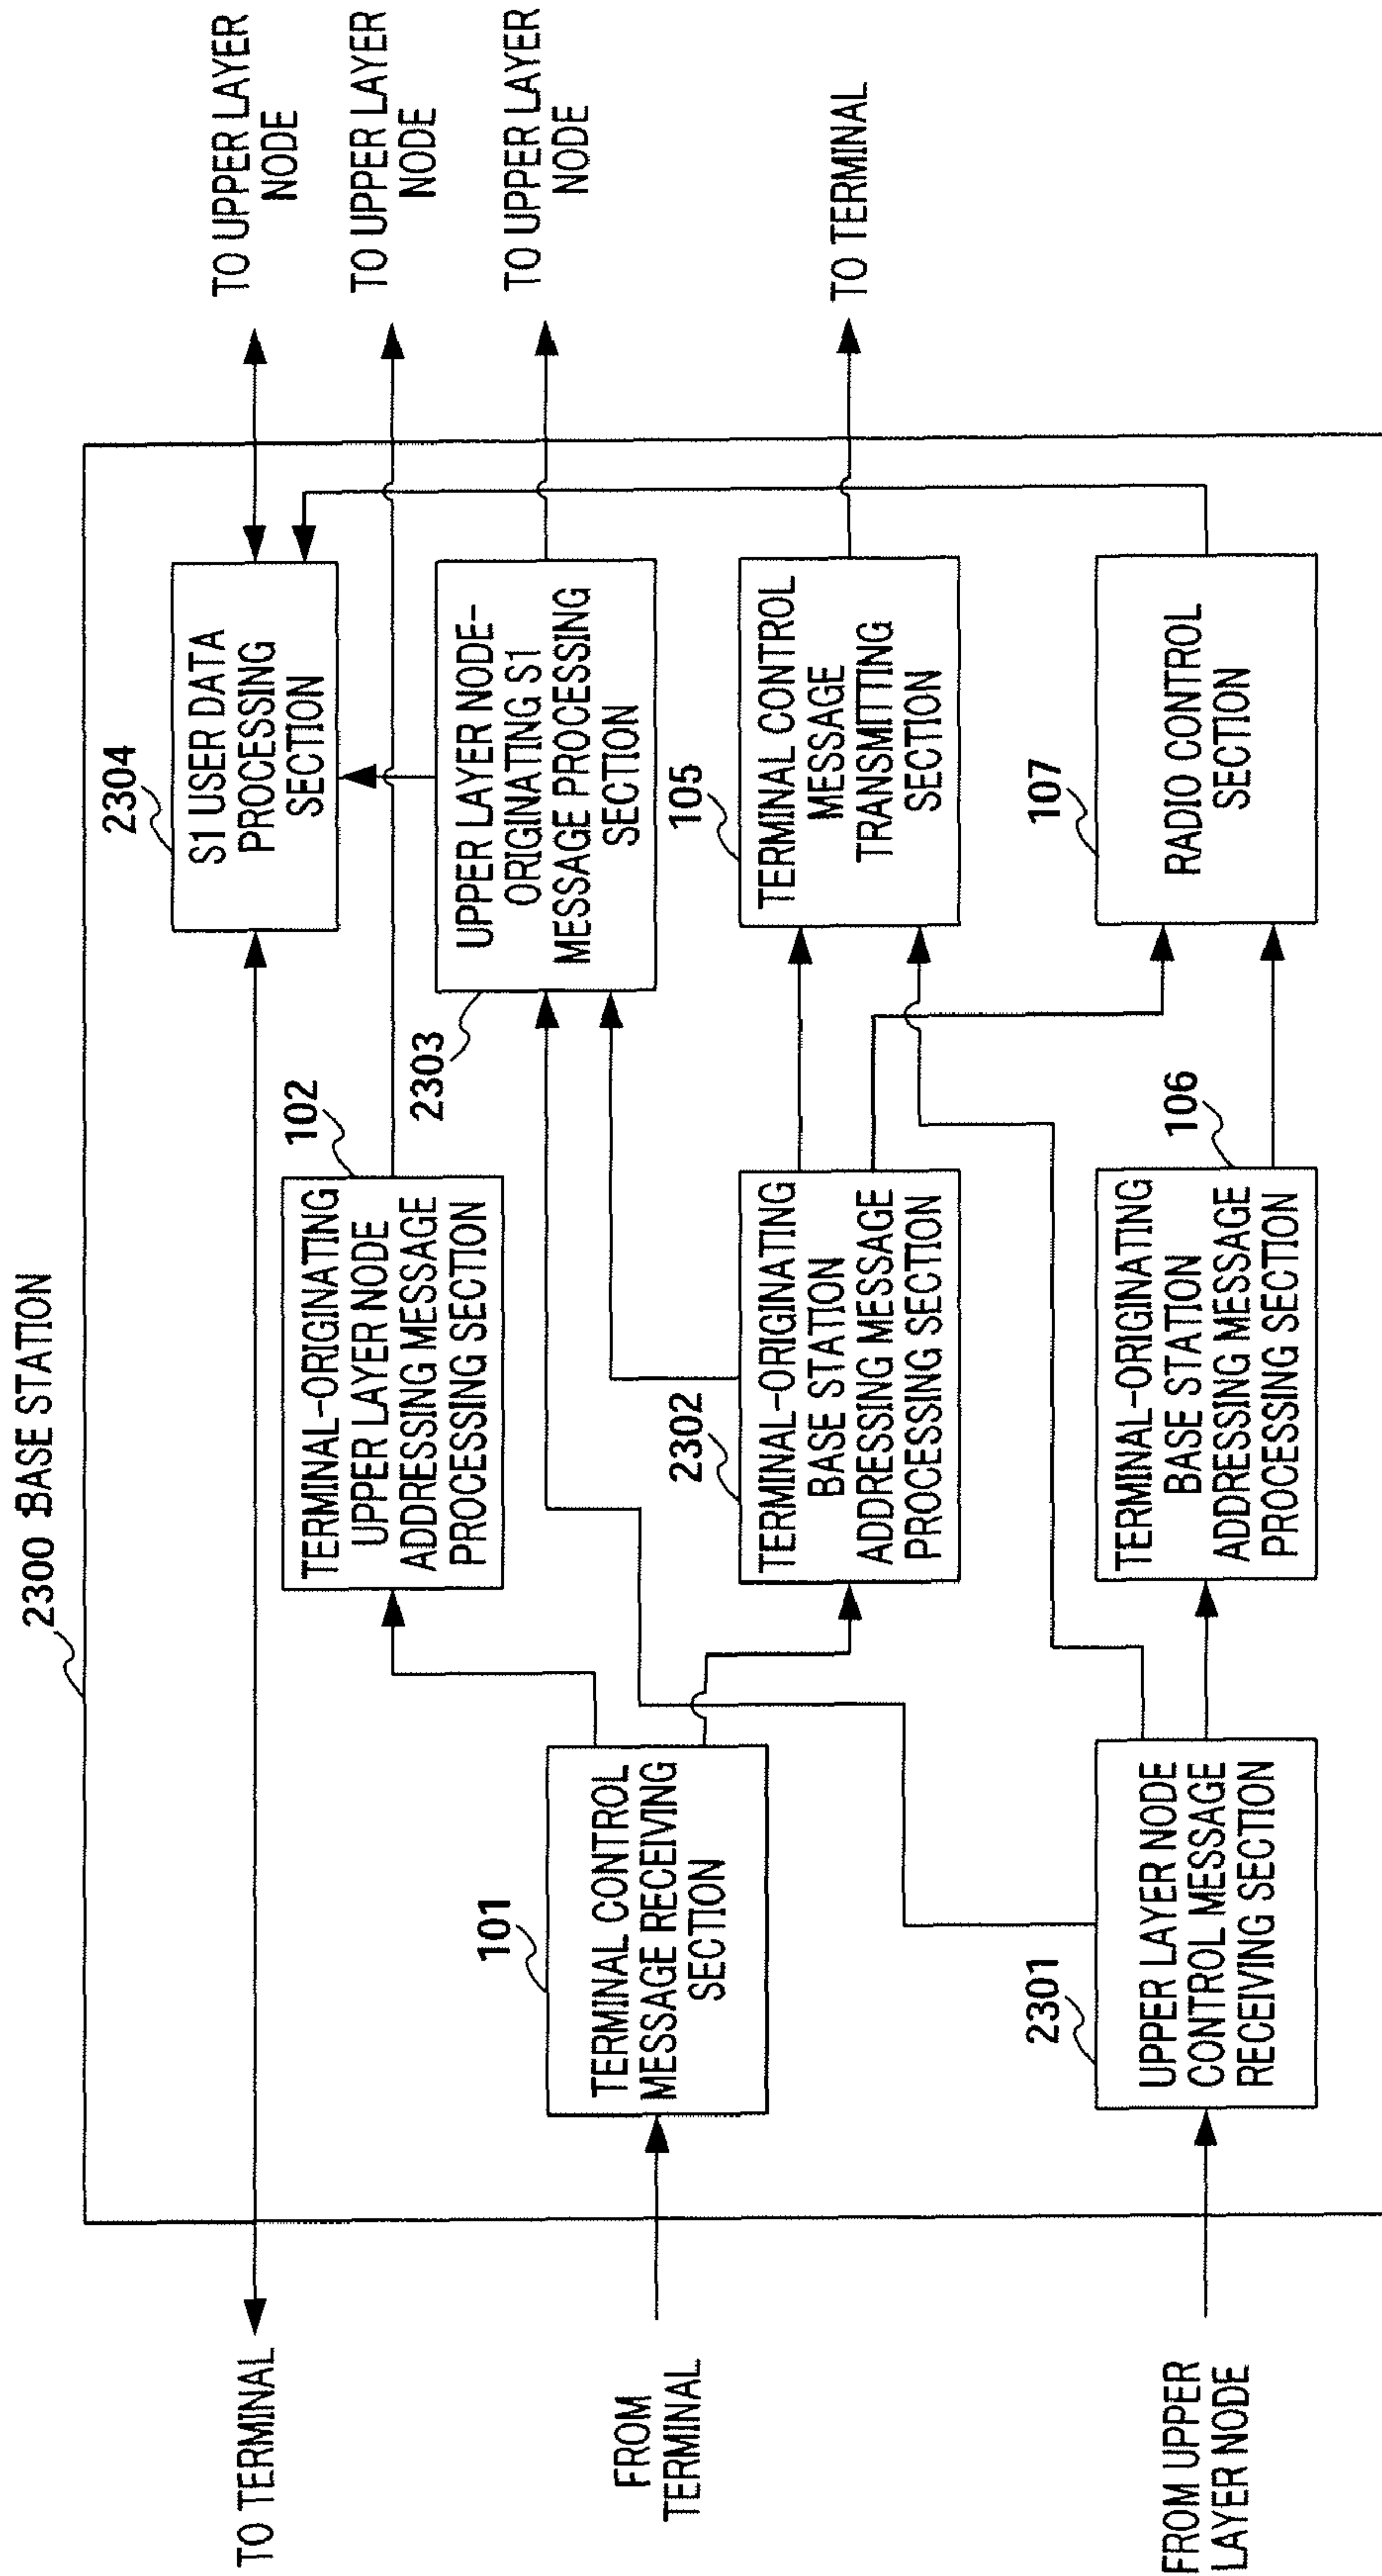 2300 BASE STATION
TO TERMINAL
2304
S1 USER DATA
PROCESSING
SECTION
TO UPPER LAYER
NODE
102
TERMINAL-ORIGINATING
UPPER LAYER NODE
ADDRESSING MESSAGE
PROCESSING SECTION
TO UPPER LAYER
NODE
2303
UPPER LAYER NODE-
ORIGINATING S1
MESSAGE PROCESSING
SECTION
TO UPPER LAYER
NODE
FROM
TERMINAL
101
TERMINAL CONTROL
MESSAGE RECEIVING
SECTION
2302
TERMINAL-ORIGINATING
BASE STATION
ADDRESSING MESSAGE
PROCESSING SECTION
105
TERMINAL CONTROL
MESSAGE
TRANSMITTING
SECTION
TO TERMINAL
FROM UPPER
LAYER NODE
2301
UPPER LAYER NODE
CONTROL MESSAGE
RECEIVING SECTION
106
TERMINAL-ORIGINATING
BASE STATION
ADDRESSING MESSAGE
PROCESSING SECTION
107
RADIO CONTROL
SECTION